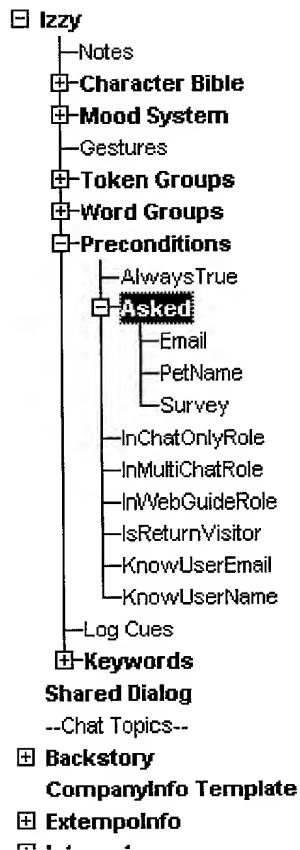 Izzy
Notes
Character Bible
Mood System
Gestures
Token Groups
Word Groups
Preconditions
AlwaysTrue
Asked
Email
PetName
Survey
InChatOnlyRole
InMultiChatRole
InWebGuideRole
IsReturnVisitor
KnowUserEmail
KnowUserName
Log Cues
Keywords
Shared Dialog
--Chat Topics--
Backstory
CompanyInfo Template
ExtempoInfo